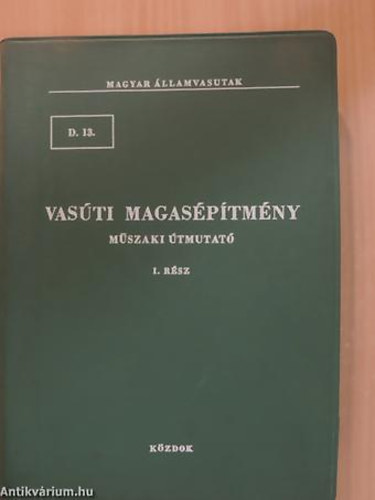 MAGYAR ÁLLAMVASUTAK
D. 13.
VASÚTI MAGASÉPÍTMÉNY
MŰSZAKI ÚTMUTATÓ
I. RÉSZ
KÖZDOK
Antikvárium.hu